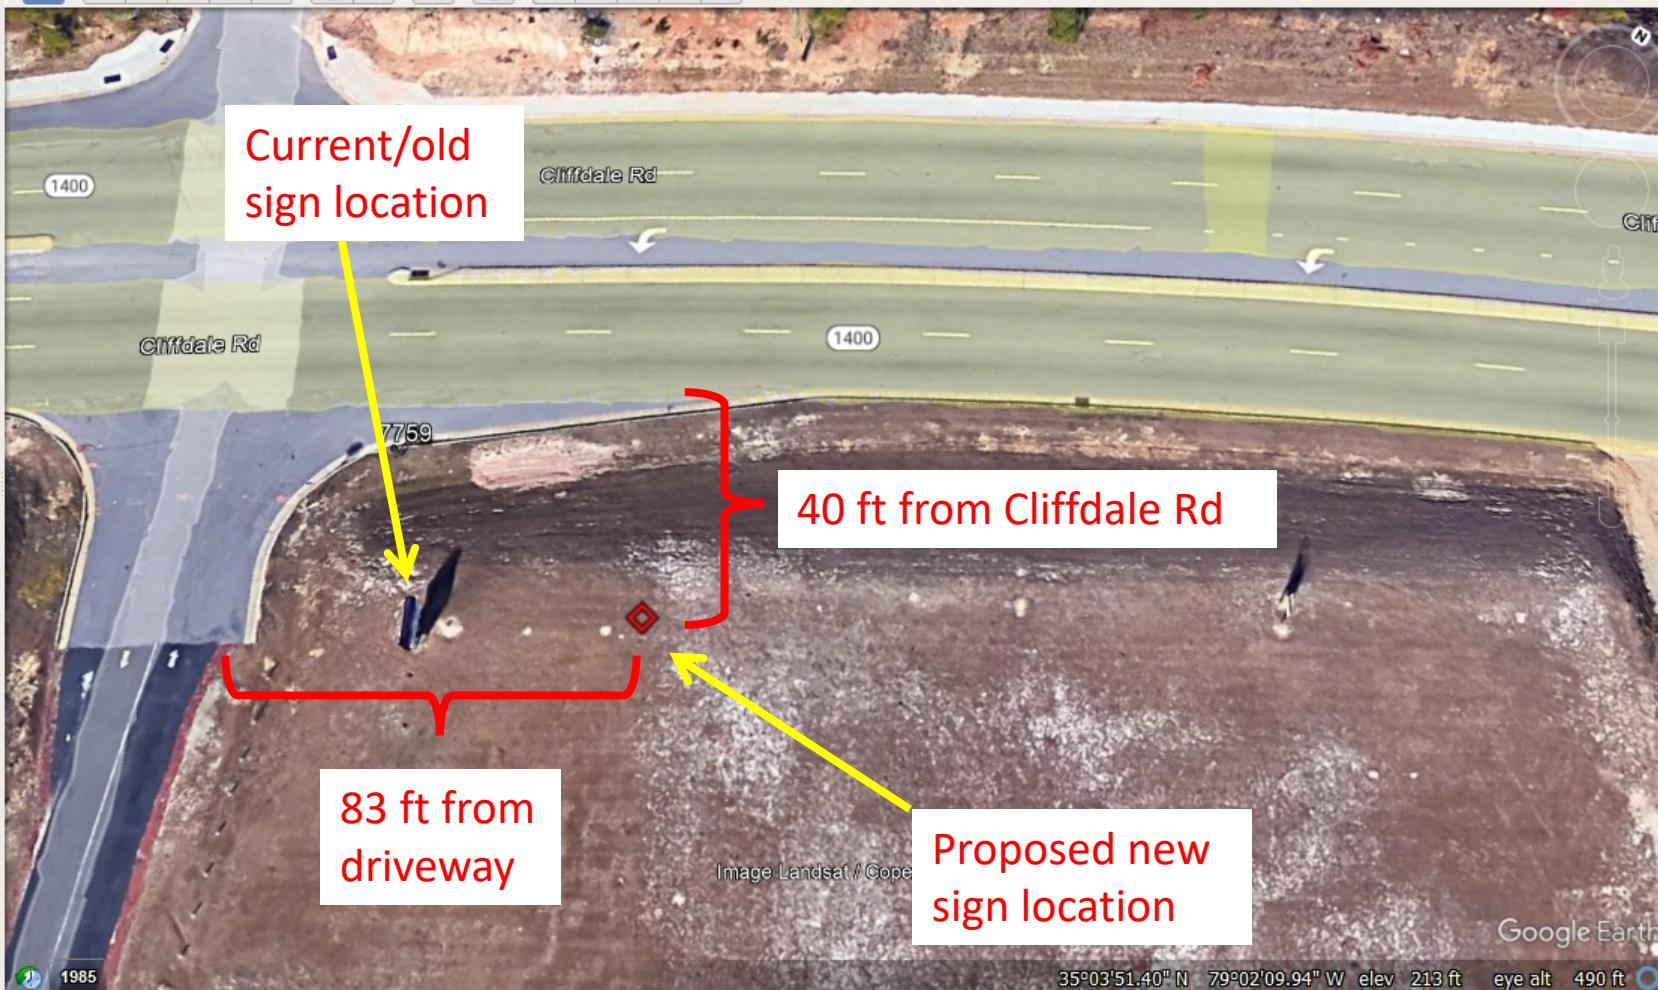 N
Current/old
sign location
Cliffdale Rd
1400
Clif
1400
Cliffdale Rd
7759
40 ft from Cliffdale Rd
83 ft from
driveway
Proposed new
sign location
Image Landsat / Cope
Google Earth
1985
35°03'51.40" N 79°02'09.94" W elev 213 ft eye alt 490 ft